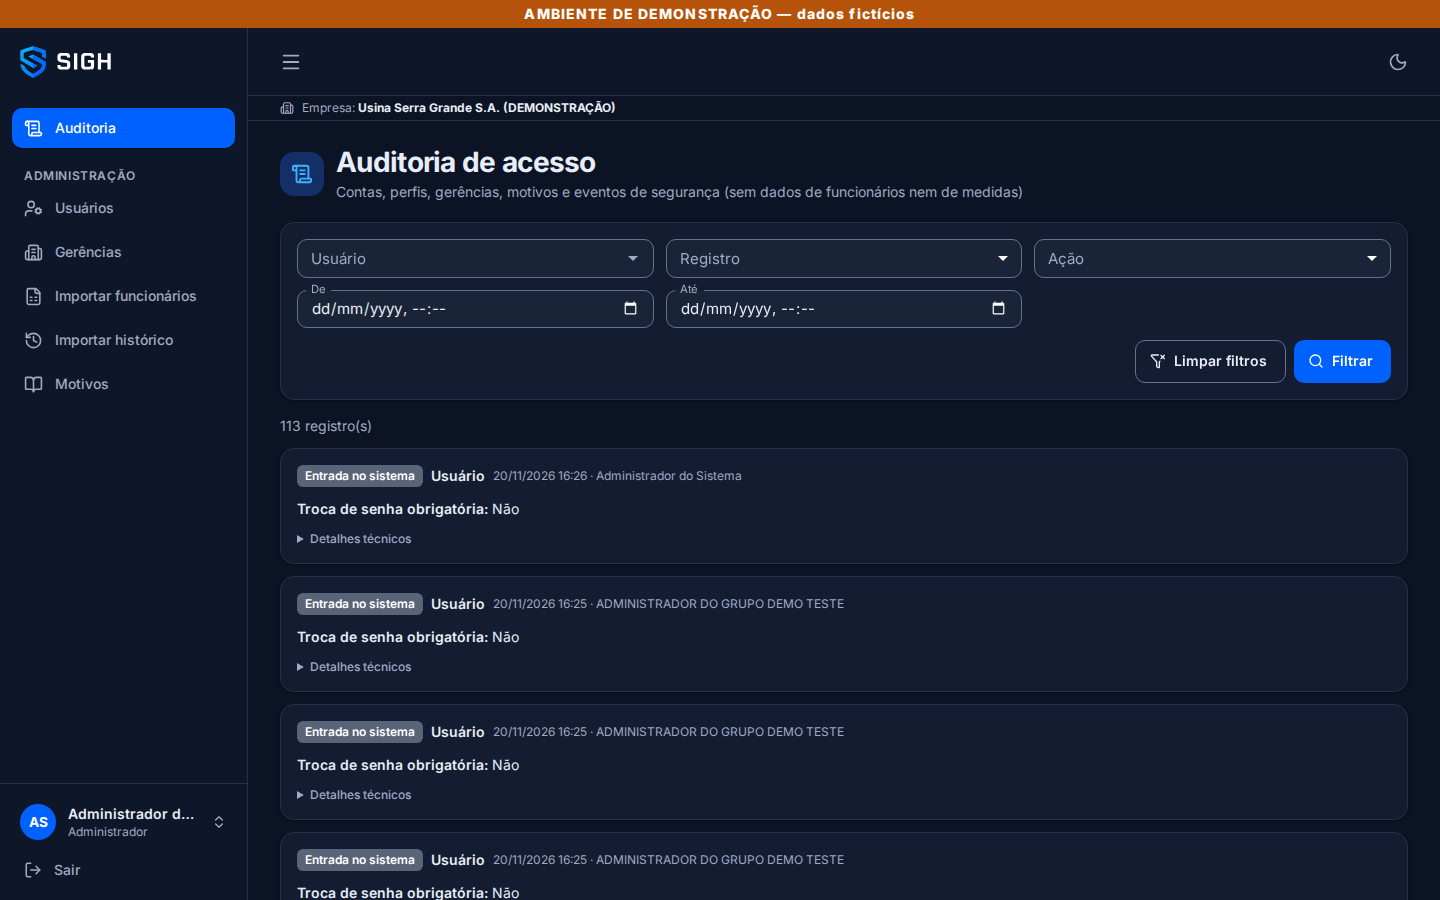 AMBIENTE DE DEMONSTRAÇÃO — dados fictícios
SIGH
Auditoria
ADMINISTRAÇÃO
Usuários
Gerências
Importar funcionários
Importar histórico
Motivos
Administrador d...
AS
Administrador
Sair
Empresa: Usina Serra Grande S.A. (DEMONSTRAÇÃO)
Auditoria de acesso
Contas, perfis, gerências, motivos e eventos de segurança (sem dados de funcionários nem de medidas)
Usuário
Registro
Ação
De
dd/mm/yyyy, --:--
Até
dd/mm/yyyy, --:--
Limpar filtros
Filtrar
113 registro(s)
Entrada no sistema Usuário 20/11/2026 16:26 · Administrador do Sistema
Troca de senha obrigatória: Não
Detalhes técnicos
Entrada no sistema Usuário 20/11/2026 16:25 · ADMINISTRADOR DO GRUPO DEMO TESTE
Troca de senha obrigatória: Não
Detalhes técnicos
Entrada no sistema Usuário 20/11/2026 16:25 · ADMINISTRADOR DO GRUPO DEMO TESTE
Troca de senha obrigatória: Não
Detalhes técnicos
Entrada no sistema Usuário 20/11/2026 16:25 · ADMINISTRADOR DO GRUPO DEMO TESTE
Troca de senha obrigatória: Não